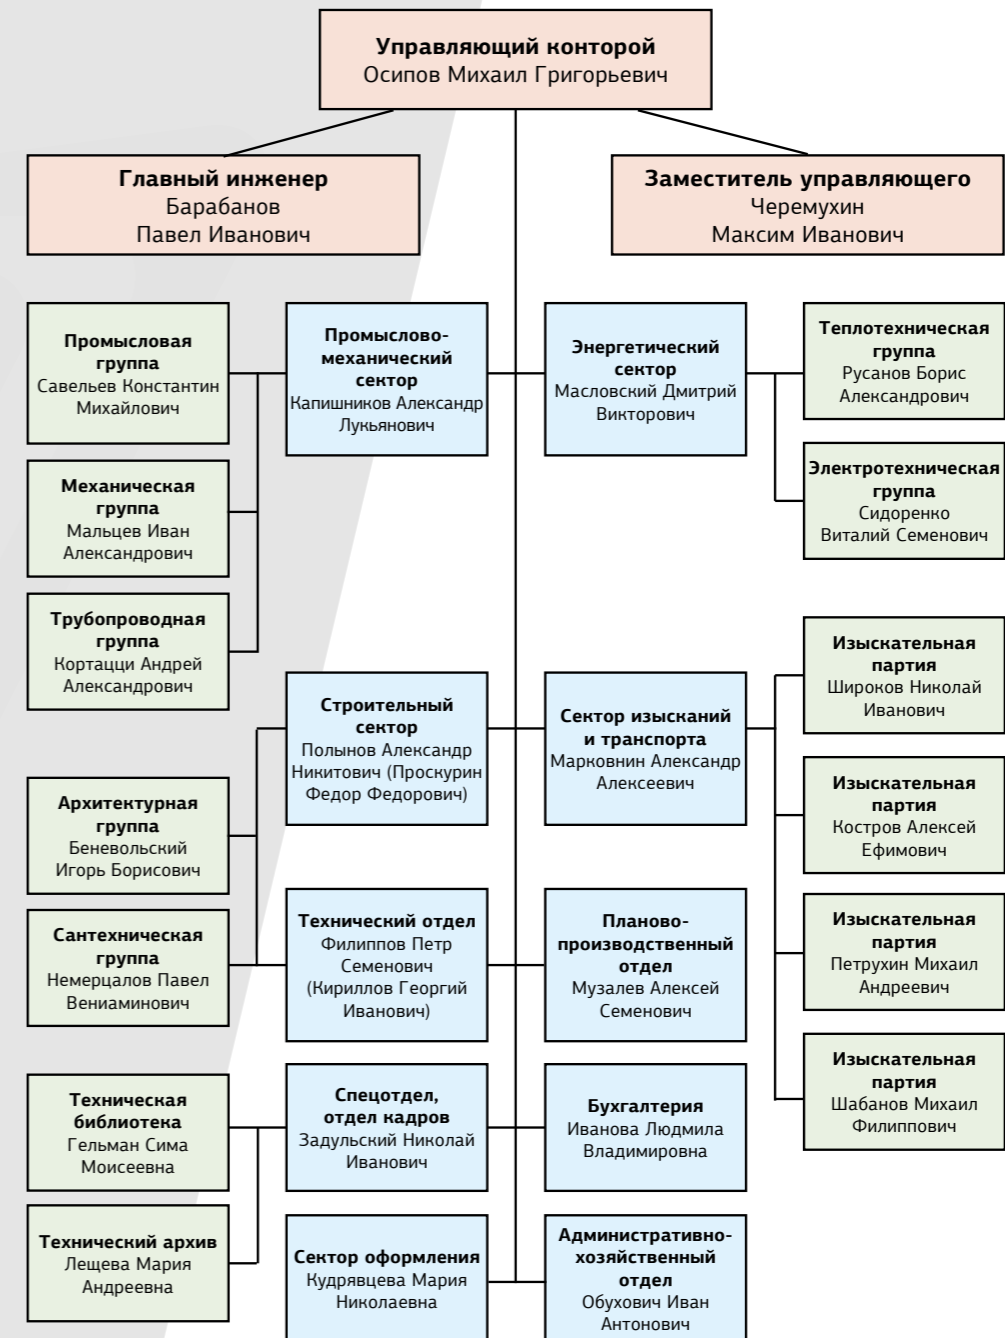 Управляющий конторой
Осипов Михаил Григорьевич
Главный инженер
Барабанов
Павел Иванович
Заместитель управляющего
Черемухин
Максим Иванович
Промысловая
группа
Савельев Константин
Михайлович
Промыслово-
механический
сектор
Капишников Александр
Лукьянович
Энергетический
сектор
Масловский Дмитрий
Викторович
Теплотехническая
группа
Русанов Борис
Александрович
Механическая
группа
Мальцев Иван
Александрович
Электротехническая
группа
Сидоренко
Виталий Семенович
Трубопроводная
группа
Кортацци Андрей
Александрович
Строительный
сектор
Полынов Александр
Никитович (Проскурин
Федор Федорович)
Сектор изысканий
и транспорта
Марковнин Александр
Алексеевич
Изыскательная
партия
Широков Николай
Иванович
Архитектурная
группа
Беневольский
Игорь Борисович
Изыскательная
партия
Костров Алексей
Ефимович
Сантехническая
группа
Немерцалов Павел
Вениаминович
Технический отдел
Филиппов Петр
Семенович
(Кириллов Георгий
Иванович)
Планово-
производственный
отдел
Музалев Алексей
Семенович
Изыскательная
партия
Петрухин Михаил
Андреевич
Изыскательная
партия
Шабанов Михаил
Филиппович
Техническая
библиотека
Гельман Сима
Моисеевна
Спецотдел,
отдел кадров
Задульский Николай
Иванович
Бухгалтерия
Иванова Людмила
Владимировна
Технический архив
Лещева Мария
Андреевна
Сектор оформления
Кудрявцева Мария
Николаевна
Административно-
хозяйственный
отдел
Обухович Иван
Антонович